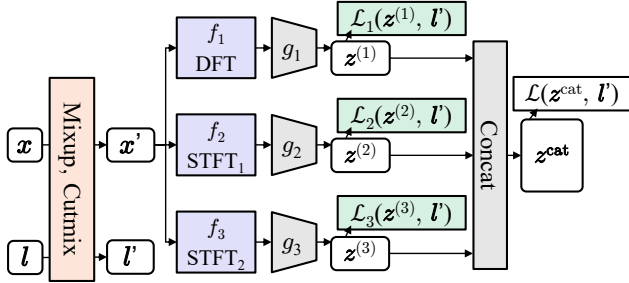 x
l
Mixup, Cutmix
x'
l'
f₁
DFT
g₁
ℒ₁(z⁽¹⁾, l')
z⁽¹⁾
f₂
STFT₁
g₂
ℒ₂(z⁽²⁾, l')
z⁽²⁾
f₃
STFT₂
g₃
ℒ₃(z⁽³⁾, l')
z⁽³⁾
Concat
ℒ(zᶜᵃᵗ, l')
zᶜᵃᵗ